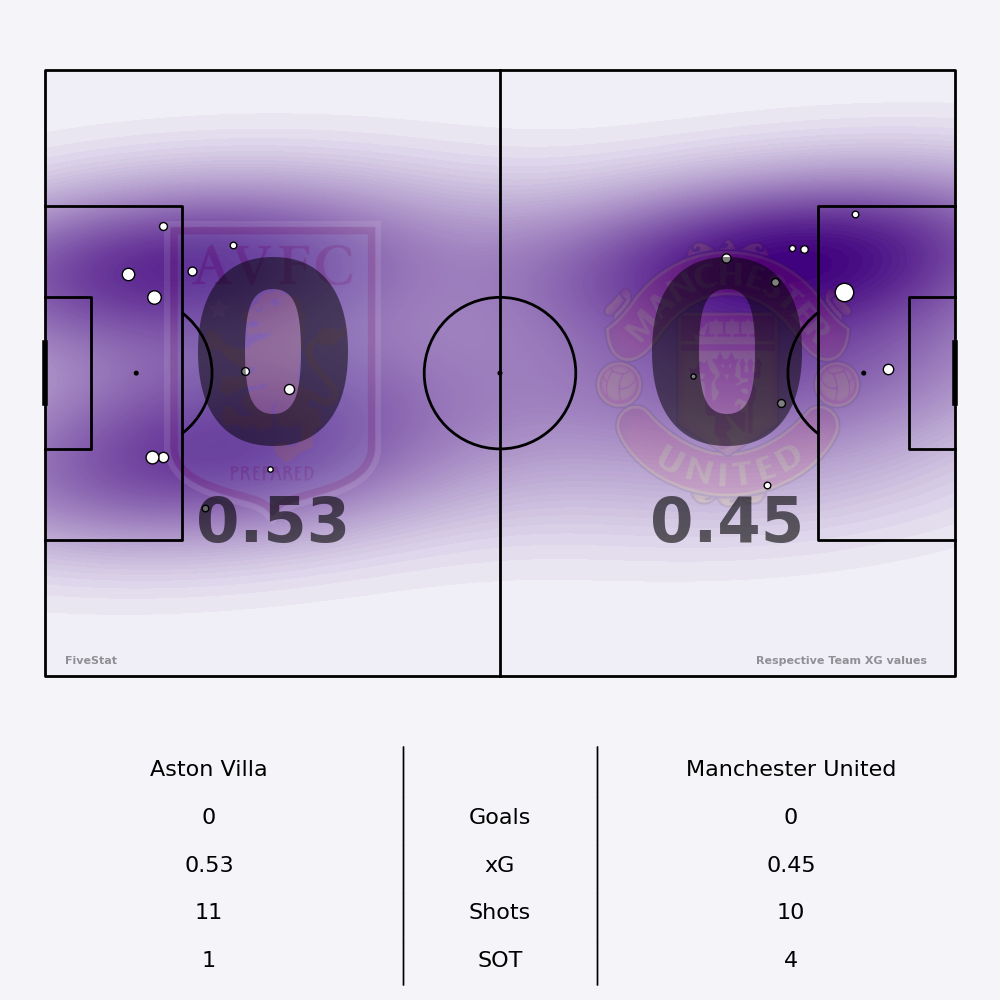 AVFC
PREPARED
MANCHESTER
UNITED
0
0
0.53
0.45
FiveStat
Respective Team XG values
Aston Villa
Manchester United
0
Goals
0
0.53
xG
0.45
11
Shots
10
1
SOT
4